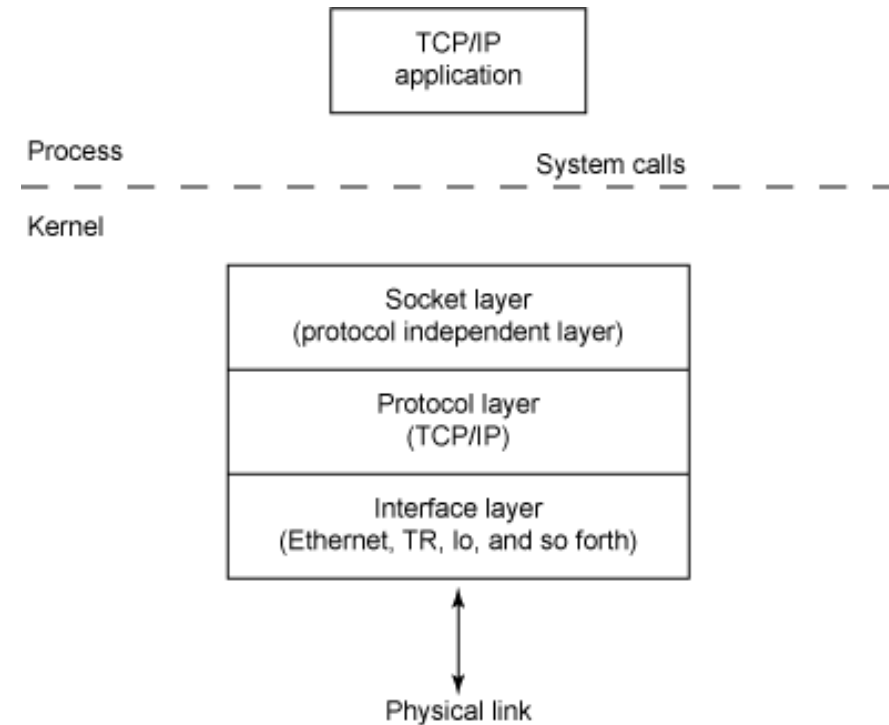 TCP/IP
application
Process
System calls
Kernel
Socket layer
(protocol independent layer)
Protocol layer
(TCP/IP)
Interface layer
(Ethernet, TR, lo, and so forth)
Physical link